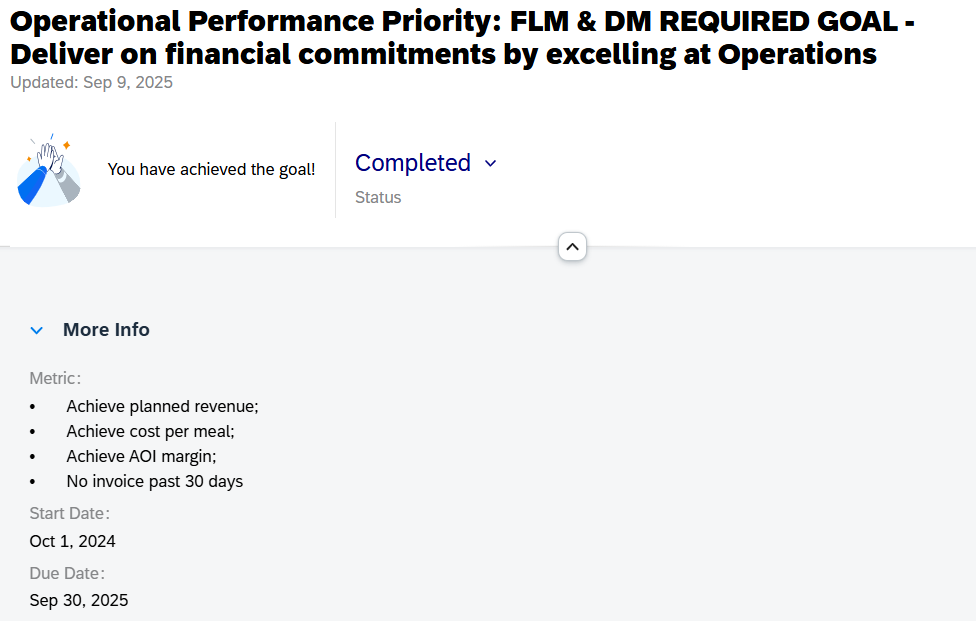 Operational Performance Priority: FLM & DM REQUIRED GOAL -
Deliver on financial commitments by excelling at Operations
Updated: Sep 9, 2025
You have achieved the goal!
Completed
Status
More Info
Metric:
• Achieve planned revenue;
• Achieve cost per meal;
• Achieve AOI margin;
• No invoice past 30 days
Start Date:
Oct 1, 2024
Due Date:
Sep 30, 2025